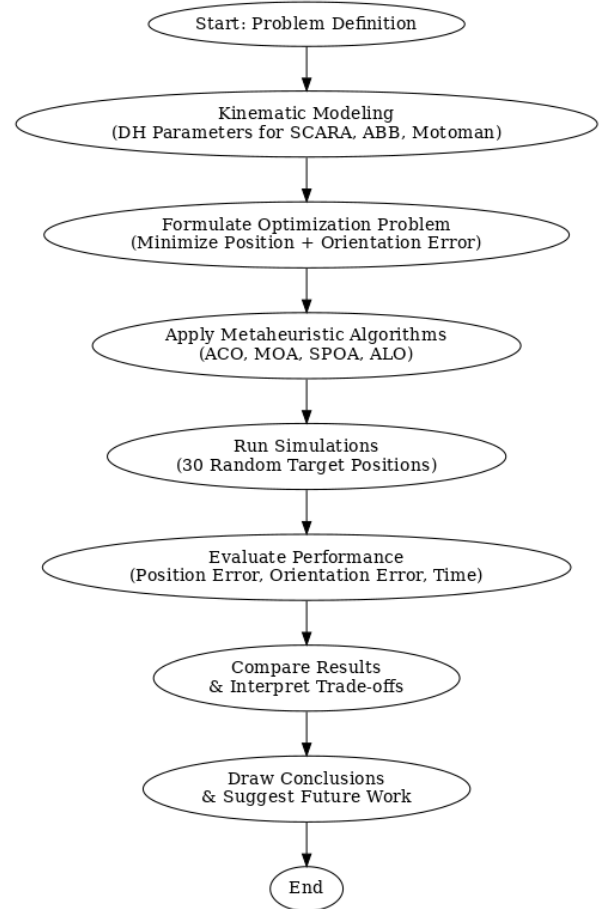 Start: Problem Definition
Kinematic Modeling
(DH Parameters for SCARA, ABB, Motoman)
Formulate Optimization Problem
(Minimize Position + Orientation Error)
Apply Metaheuristic Algorithms
(ACO, MOA, SPOA, ALO)
Run Simulations
(30 Random Target Positions)
Evaluate Performance
(Position Error, Orientation Error, Time)
Compare Results
& Interpret Trade-offs
Draw Conclusions
& Suggest Future Work
End